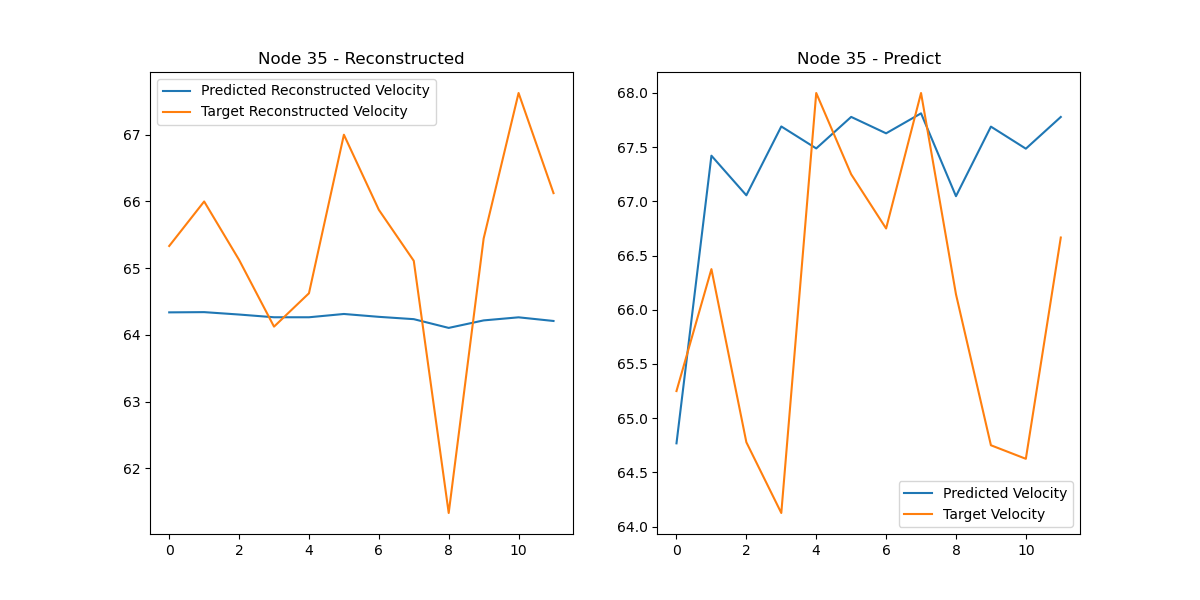 Node 35 - Reconstructed
Predicted Reconstructed Velocity
Target Reconstructed Velocity
67
66
65
64
63
62
0 2 4 6 8 10
Node 35 - Predict
68.0
67.5
67.0
66.5
66.0
65.5
65.0
64.5
64.0
Predicted Velocity
Target Velocity
0 2 4 6 8 10